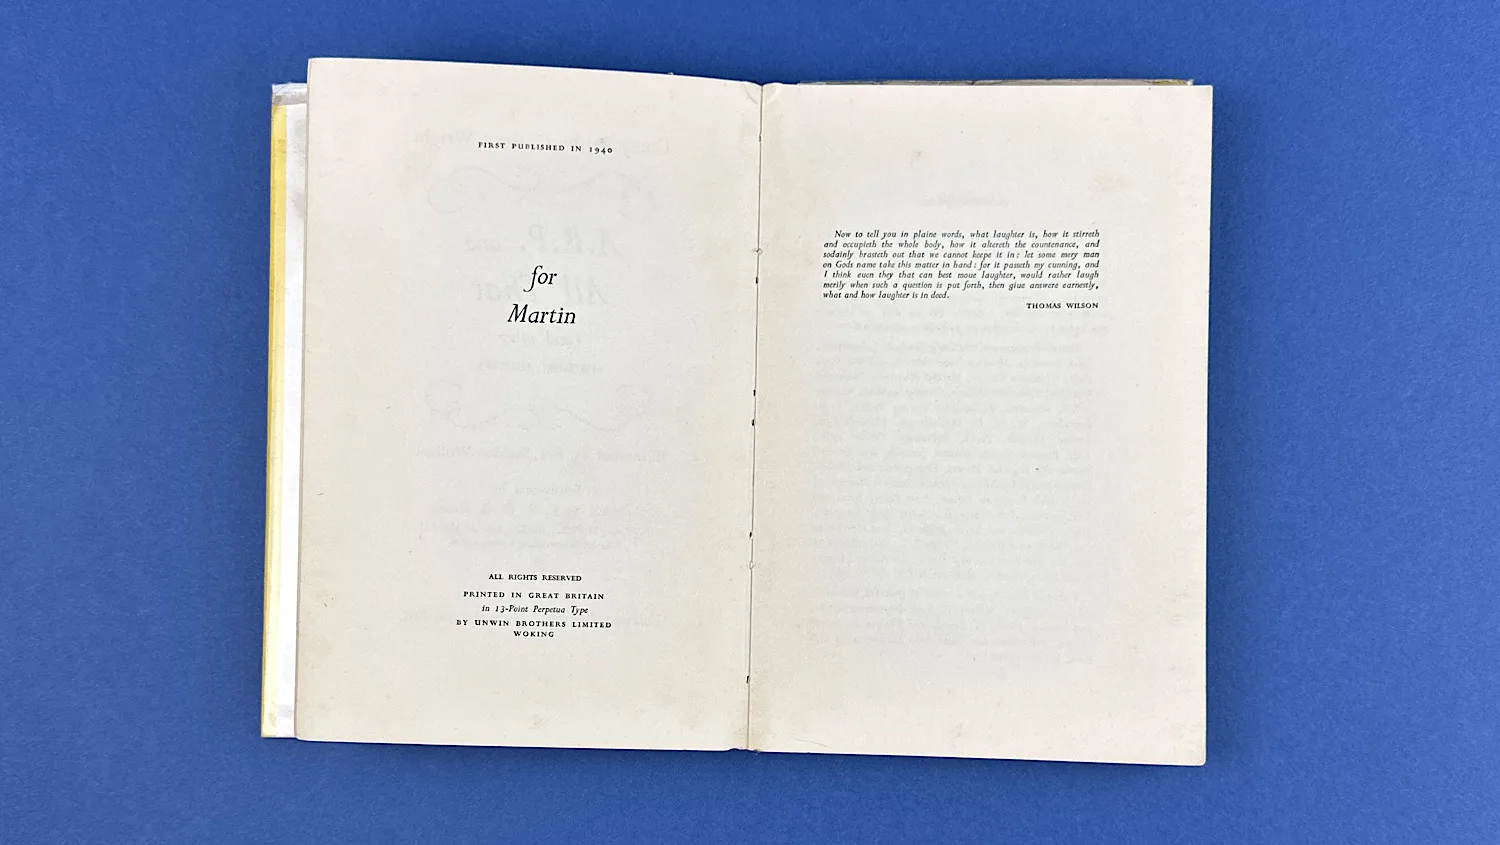 FIRST PUBLISHED IN 1940
for
Martin
ALL RIGHTS RESERVED
PRINTED IN GREAT BRITAIN
in 13-Point Perpetua Type
BY UNWIN BROTHERS LIMITED
WOKING
Now to tell you in plaine words, what laughter is, how it stirreth
and occupieth the whole body, how it altereth the countenance, and
sodainly brasteth out that we cannot keepe it in: let some mery man
on Gods name take this matter in hand: for it passeth my cunning, and
I think euen they that can best moue laughter, would rather laugh
merily when such a question is put forth, then giue answere earnestly,
what and how laughter is in deed.
THOMAS WILSON